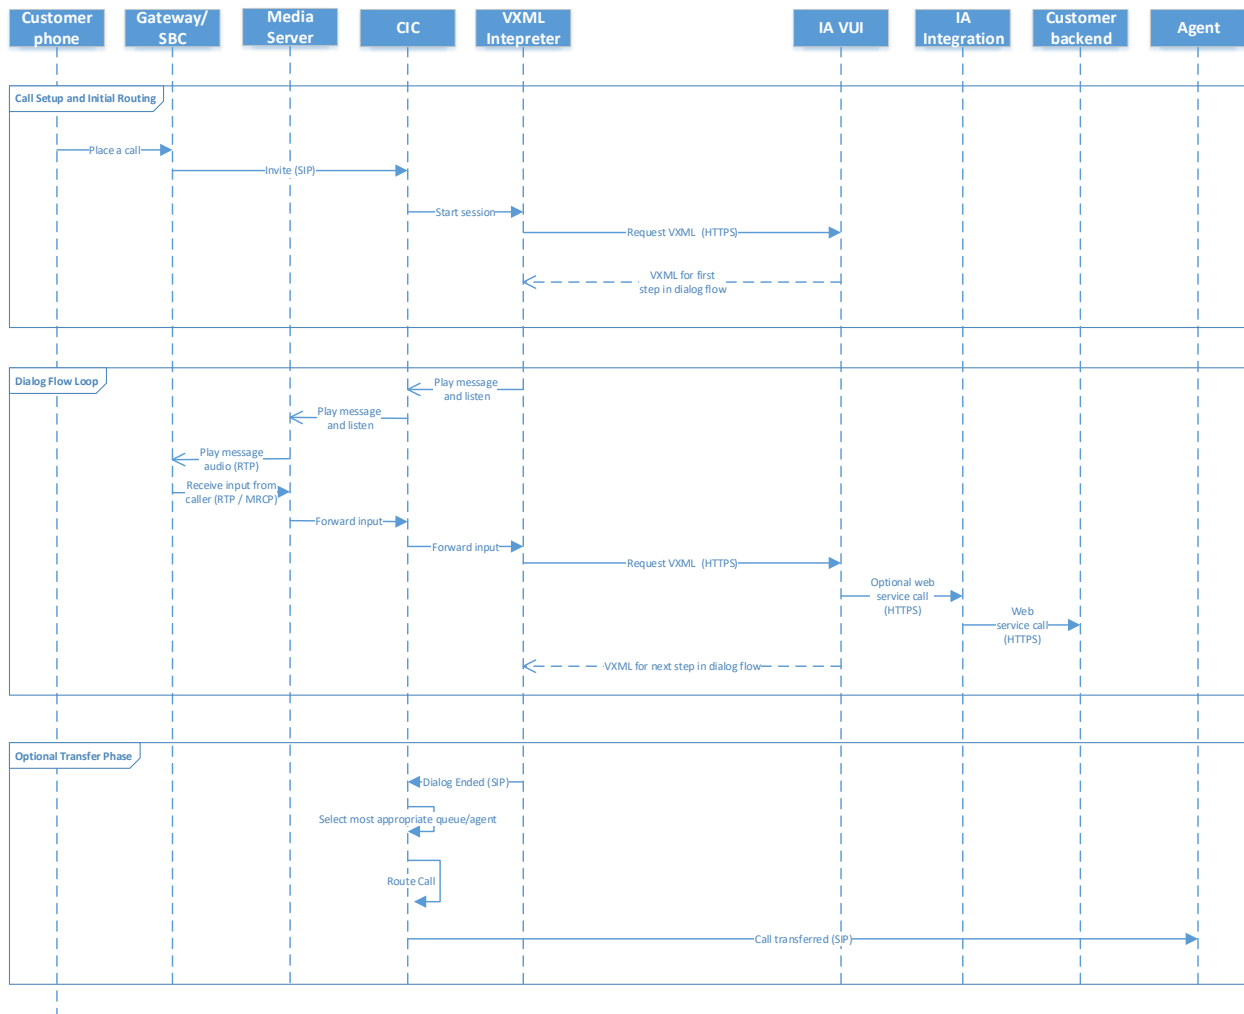 Customer
phone
Gateway/
SBC
Media
Server
CIC
VXML
Intepreter
IA VUI
IA
Integration
Customer
backend
Agent
Call Setup and Initial Routing
Place a call
Invite (SIP)
Start session
Request VXML (HTTPS)
VXML for first
step in dialog flow
Dialog Flow Loop
Play message
and listen
Play message
and listen
Play message
audio (RTP)
Receive input from
caller (RTP / MRCP)
Forward input
Forward input
Request VXML (HTTPS)
Optional web
service call
(HTTPS)
Web
service call
(HTTPS)
VXML for next step in dialog flow
Optional Transfer Phase
Dialog Ended (SIP)
Select most appropriate queue/agent
Route Call
Call transferred (SIP)